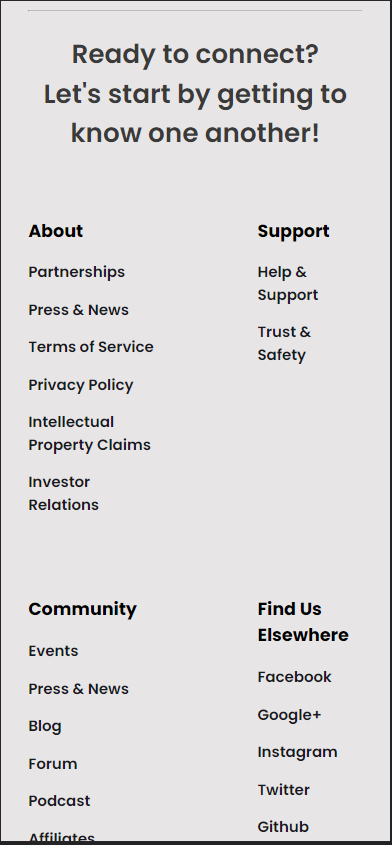 Ready to connect?
Let's start by getting to
know one another!
About
Partnerships
Press & News
Terms of Service
Privacy Policy
Intellectual
Property Claims
Investor
Relations
Support
Help &
Support
Trust &
Safety
Community
Events
Press & News
Blog
Forum
Podcast
Affiliates
Find Us
Elsewhere
Facebook
Google+
Instagram
Twitter
Github